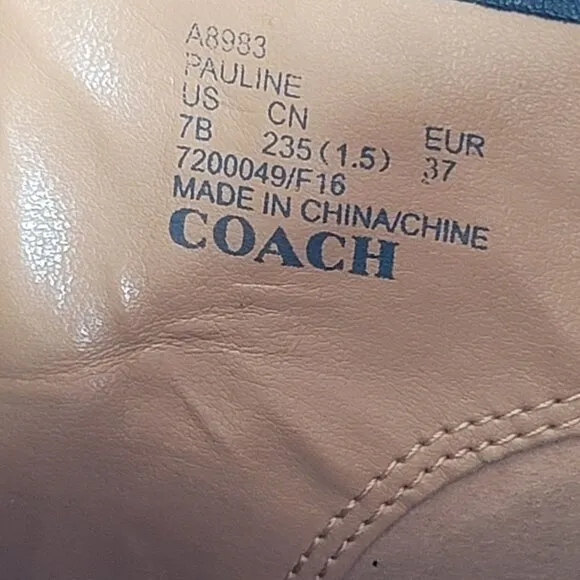 A8983
PAULINE
US CN EUR
7B 235(1.5) 37
7200049/F16
MADE IN CHINA/CHINE
COACH